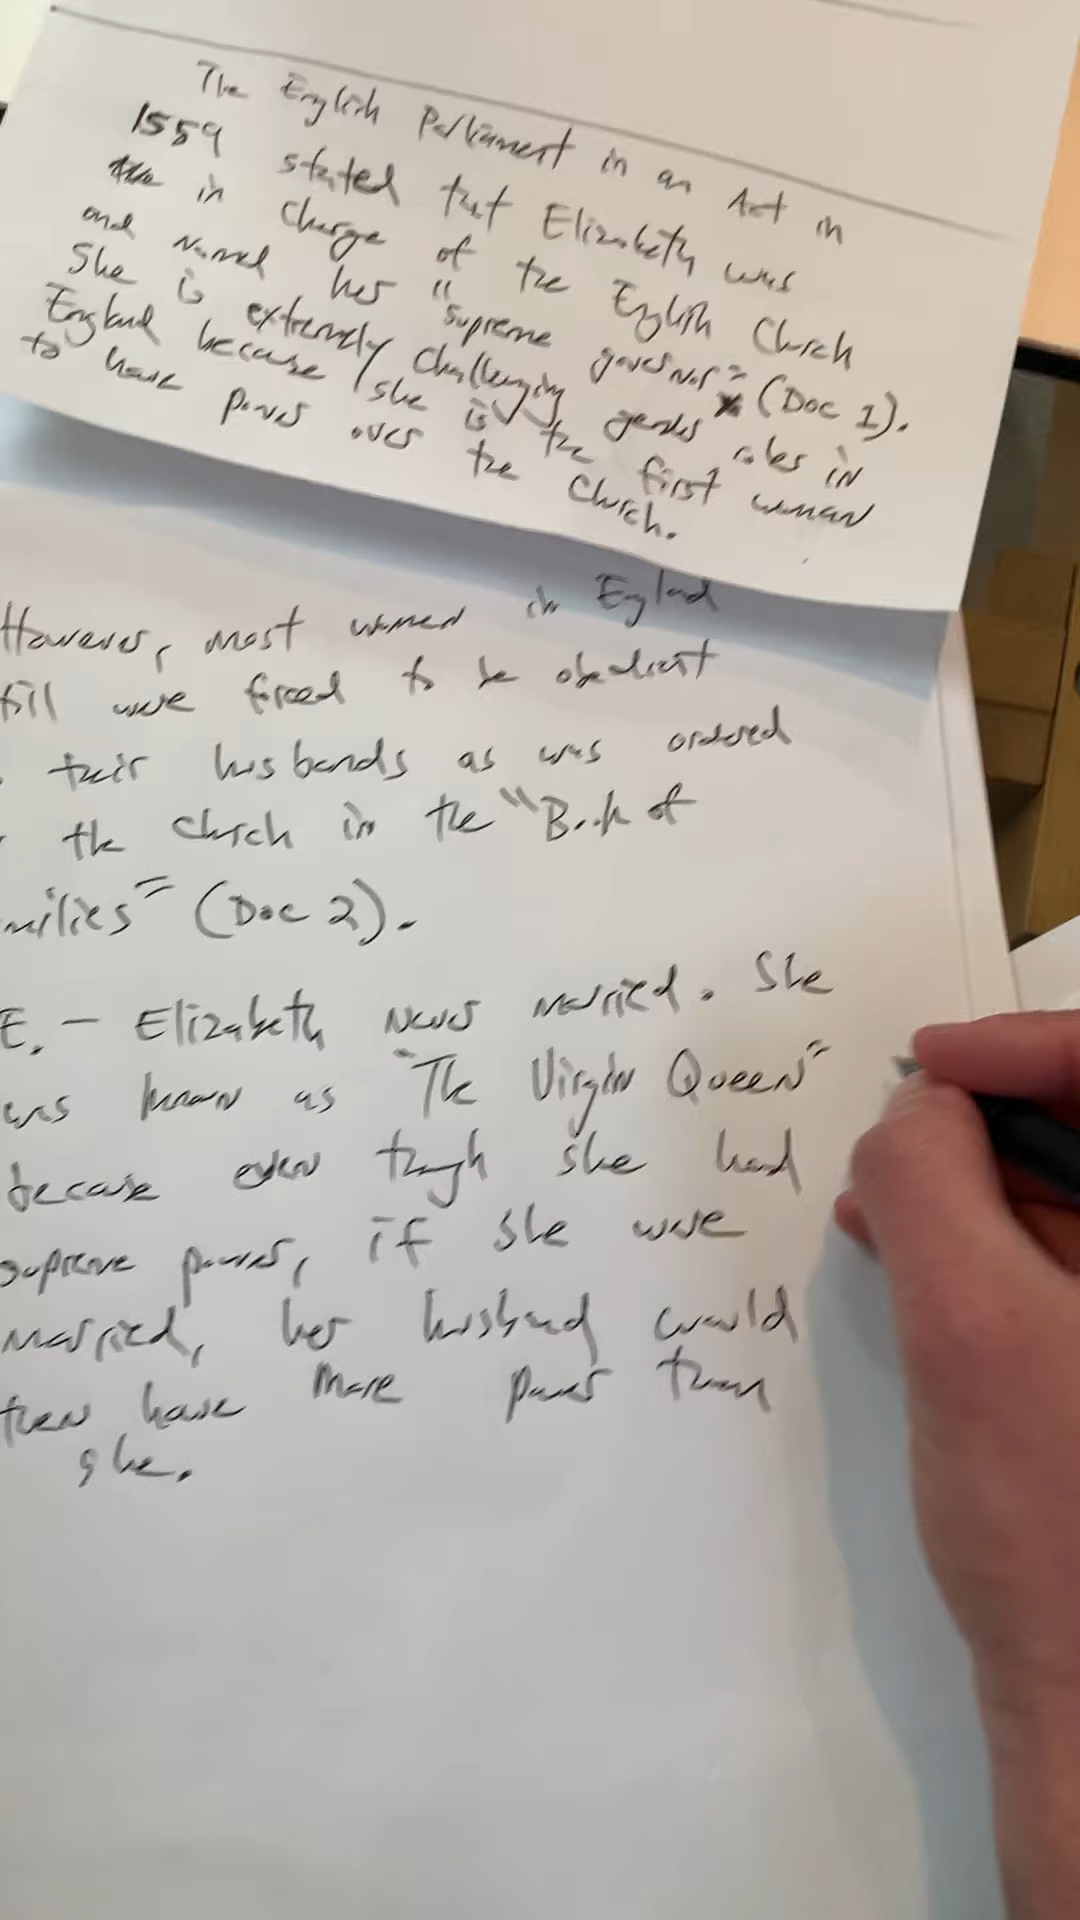 The English Parliament in an Act in
1559 stated that Elizabeth was
in charge of the English Church
and Named her "supreme governor" (Doc 1).
She is extremely challenging gender roles in
England because she is the first woman
to have power over the Church.
However, most women in England
till were forced to be obedient
their husbands as was ordered
the church in the "Book of
milies" (Doc 2).
E. - Elizabeth never married. She
was known as "The Virgin Queen"
because even though she had
supreme power, if she were
married, her husband would
then have more power than
she.